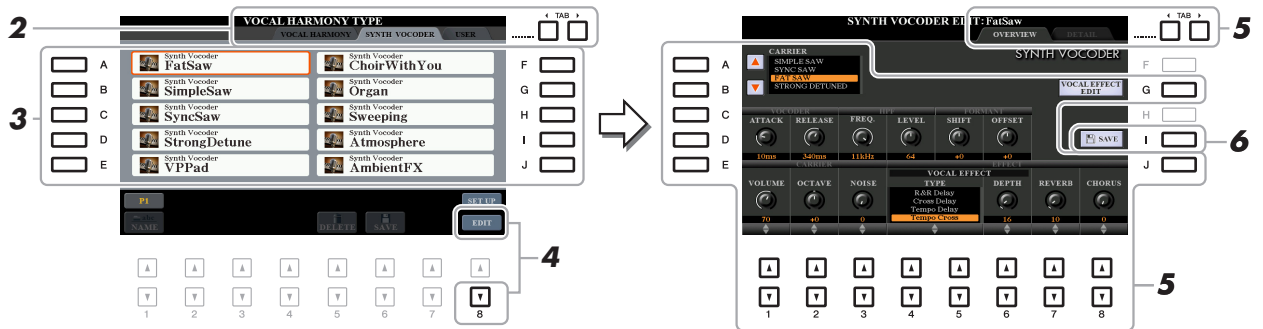 2
VOCAL HARMONY TYPE
VOCAL HARMONY SYNTH VOCODER USER
TAB
3
A
B
C
D
E
Synth Vocoder
FatSaw
Synth Vocoder
SimpleSaw
Synth Vocoder
SyncSaw
Synth Vocoder
StrongDetune
Synth Vocoder
VPPad
Synth Vocoder
ChoirWithYou
Synth Vocoder
Organ
Synth Vocoder
Sweeping
Synth Vocoder
Atmosphere
Synth Vocoder
AmbientFX
F
G
H
I
J
P1
SET UP
NAME
DELETE
SAVE
EDIT
4
1 2 3 4 5 6 7 8
SYNTH VOCODER EDIT:FatSaw
OVERVIEW DETAIL
TAB
5
SYNTH VOCODER
A
B
C
D
E
CARRIER
SIMPLE SAW
SYNC SAW
FAT SAW
STRONG DETUNED
VOCAL EFFECT
EDIT
SAVE
F
G
H
I
J
6
VOCODER HPF FORMANT
ATTACK RELEASE FREQ. LEVEL SHIFT OFFSET
10ms 340ms 11kHz 64 +0 +0
CARRIER EFFECT
VOCAL EFFECT
VOLUME OCTAVE NOISE TYPE DEPTH REVERB CHORUS
R&R Delay
Cross Delay
Tempo Delay
Tempo Cross
70 +0 0 16 10 0
5
1 2 3 4 5 6 7 8